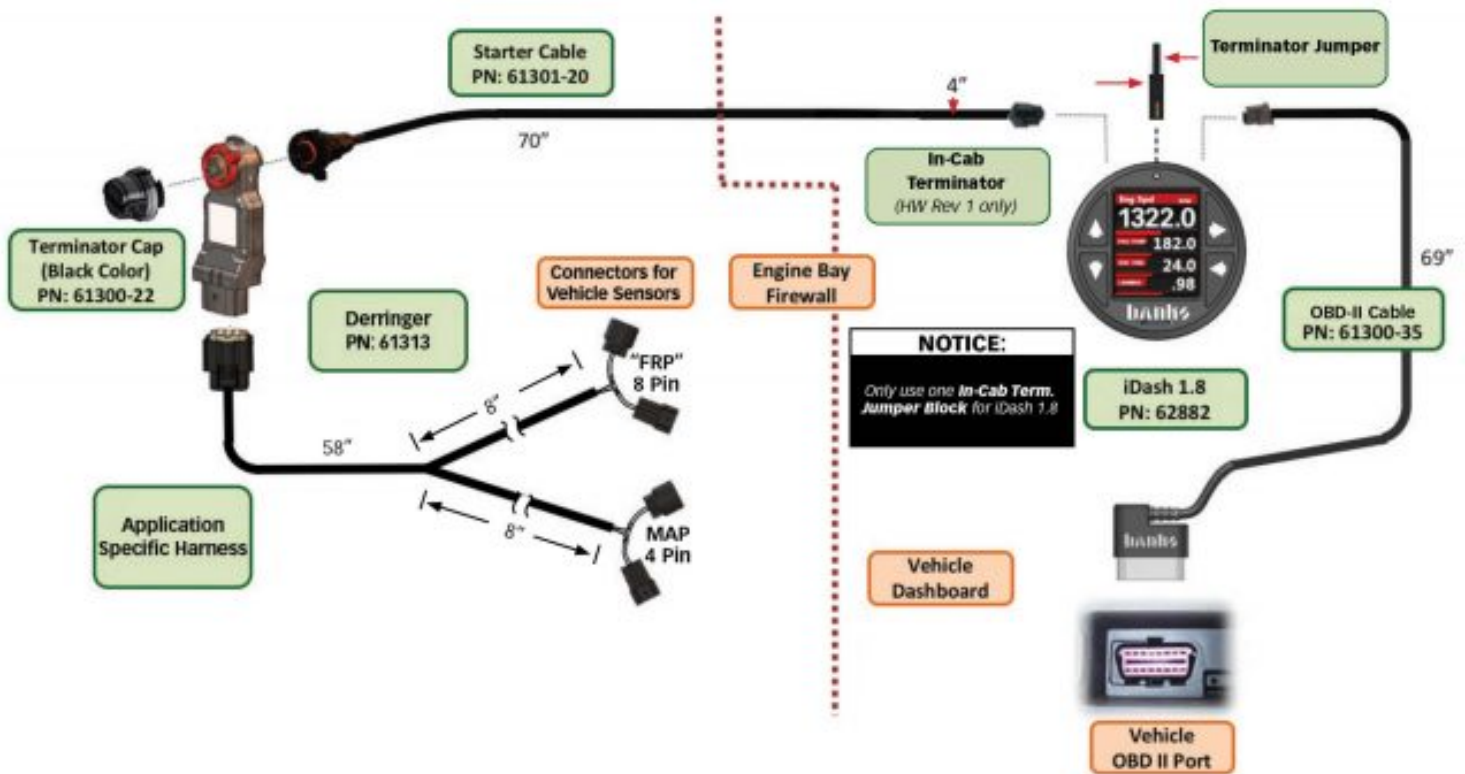 Starter Cable
PN: 61301-20
70"
4"
Terminator Jumper
In-Cab
Terminator
(HW Rev 1 only)
Terminator Cap
(Black Color)
PN: 61300-22
Derringer
PN: 61313
Connectors for
Vehicle Sensors
Engine Bay
Firewall
Eng Spd
1322.0
182.0
24.0
.98
banks
69"
OBD-II Cable
PN: 61300-35
NOTICE:
Only use one In-Cab Term.
Jumper Block for iDash 1.8
iDash 1.8
PN: 62882
"FRP"
8 Pin
8"
58"
8"
MAP
4 Pin
Application
Specific Harness
Vehicle
Dashboard
banks
Vehicle
OBD II Port